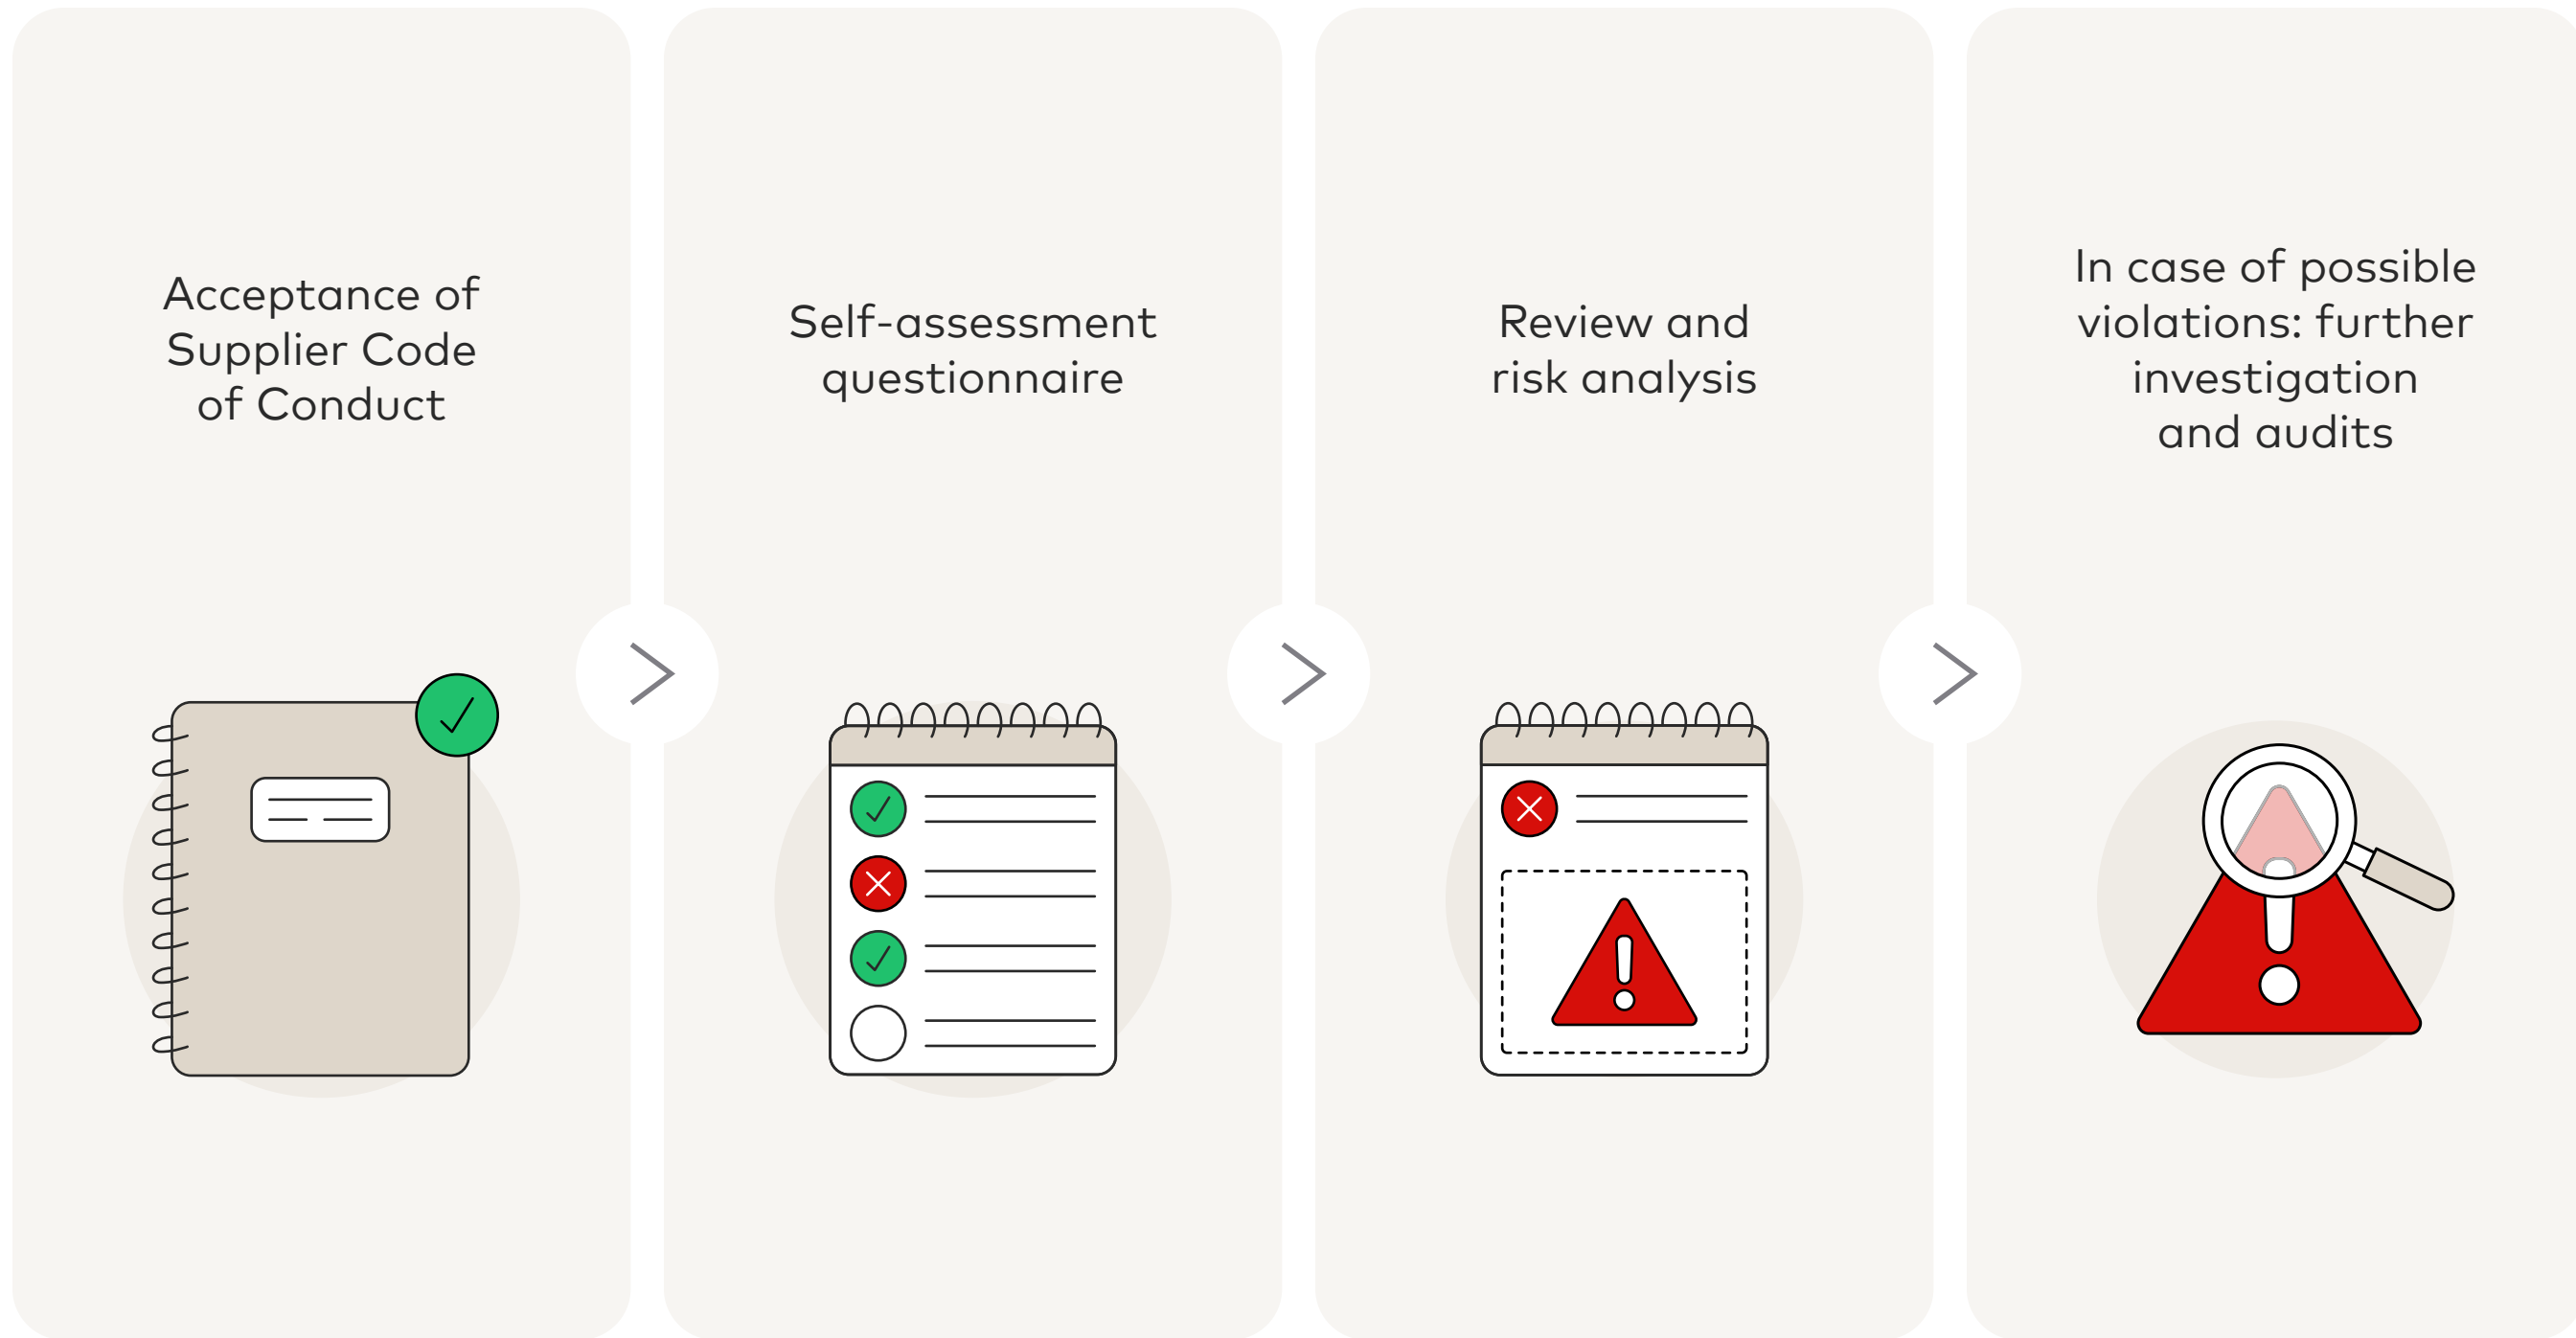 Acceptance of
Supplier Code
of Conduct
Self-assessment
questionnaire
Review and
risk analysis
In case of possible
violations: further
investigation
and audits